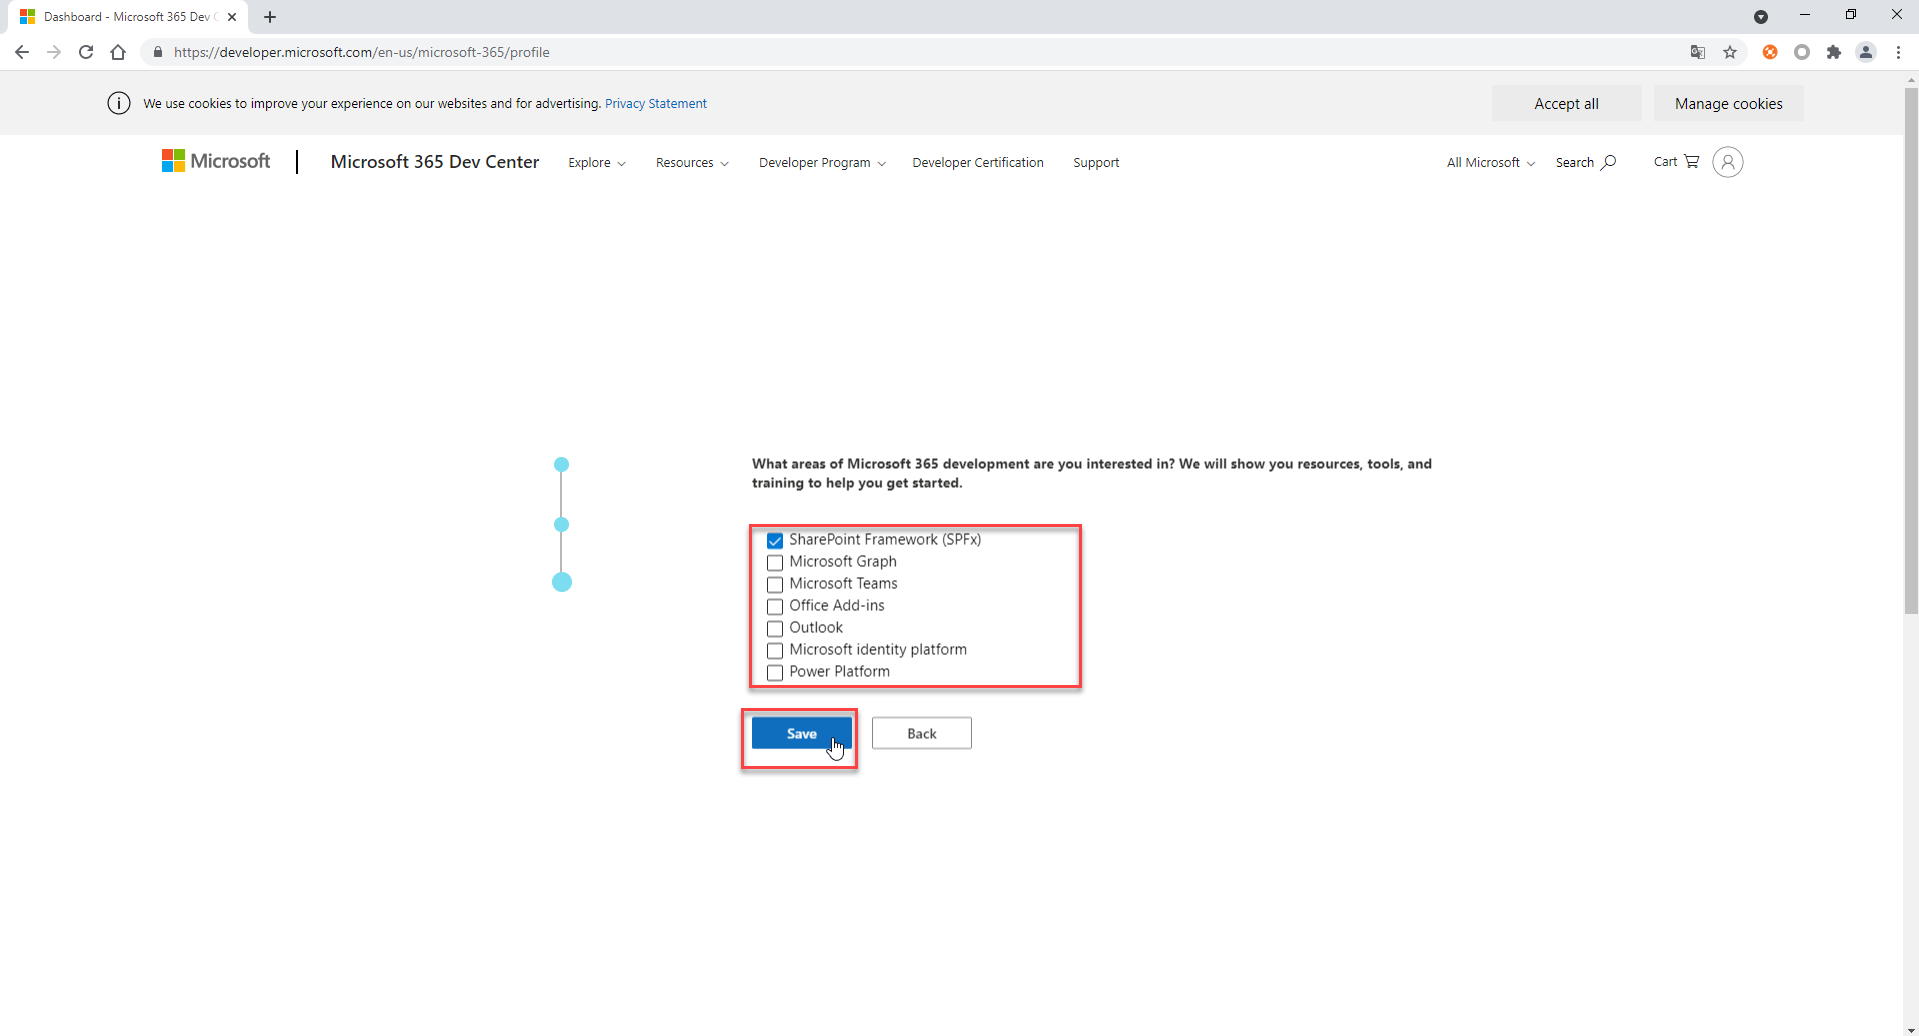 Dashboard - Microsoft 365 Dev C
https://developer.microsoft.com/en-us/microsoft-365/profile
We use cookies to improve your experience on our websites and for advertising. Privacy Statement
Accept all
Manage cookies
Microsoft
Microsoft 365 Dev Center
Explore
Resources
Developer Program
Developer Certification
Support
All Microsoft
Search
Cart
What areas of Microsoft 365 development are you interested in? We will show you resources, tools, and
training to help you get started.
SharePoint Framework (SPFx)
Microsoft Graph
Microsoft Teams
Office Add-ins
Outlook
Microsoft identity platform
Power Platform
Save
Back